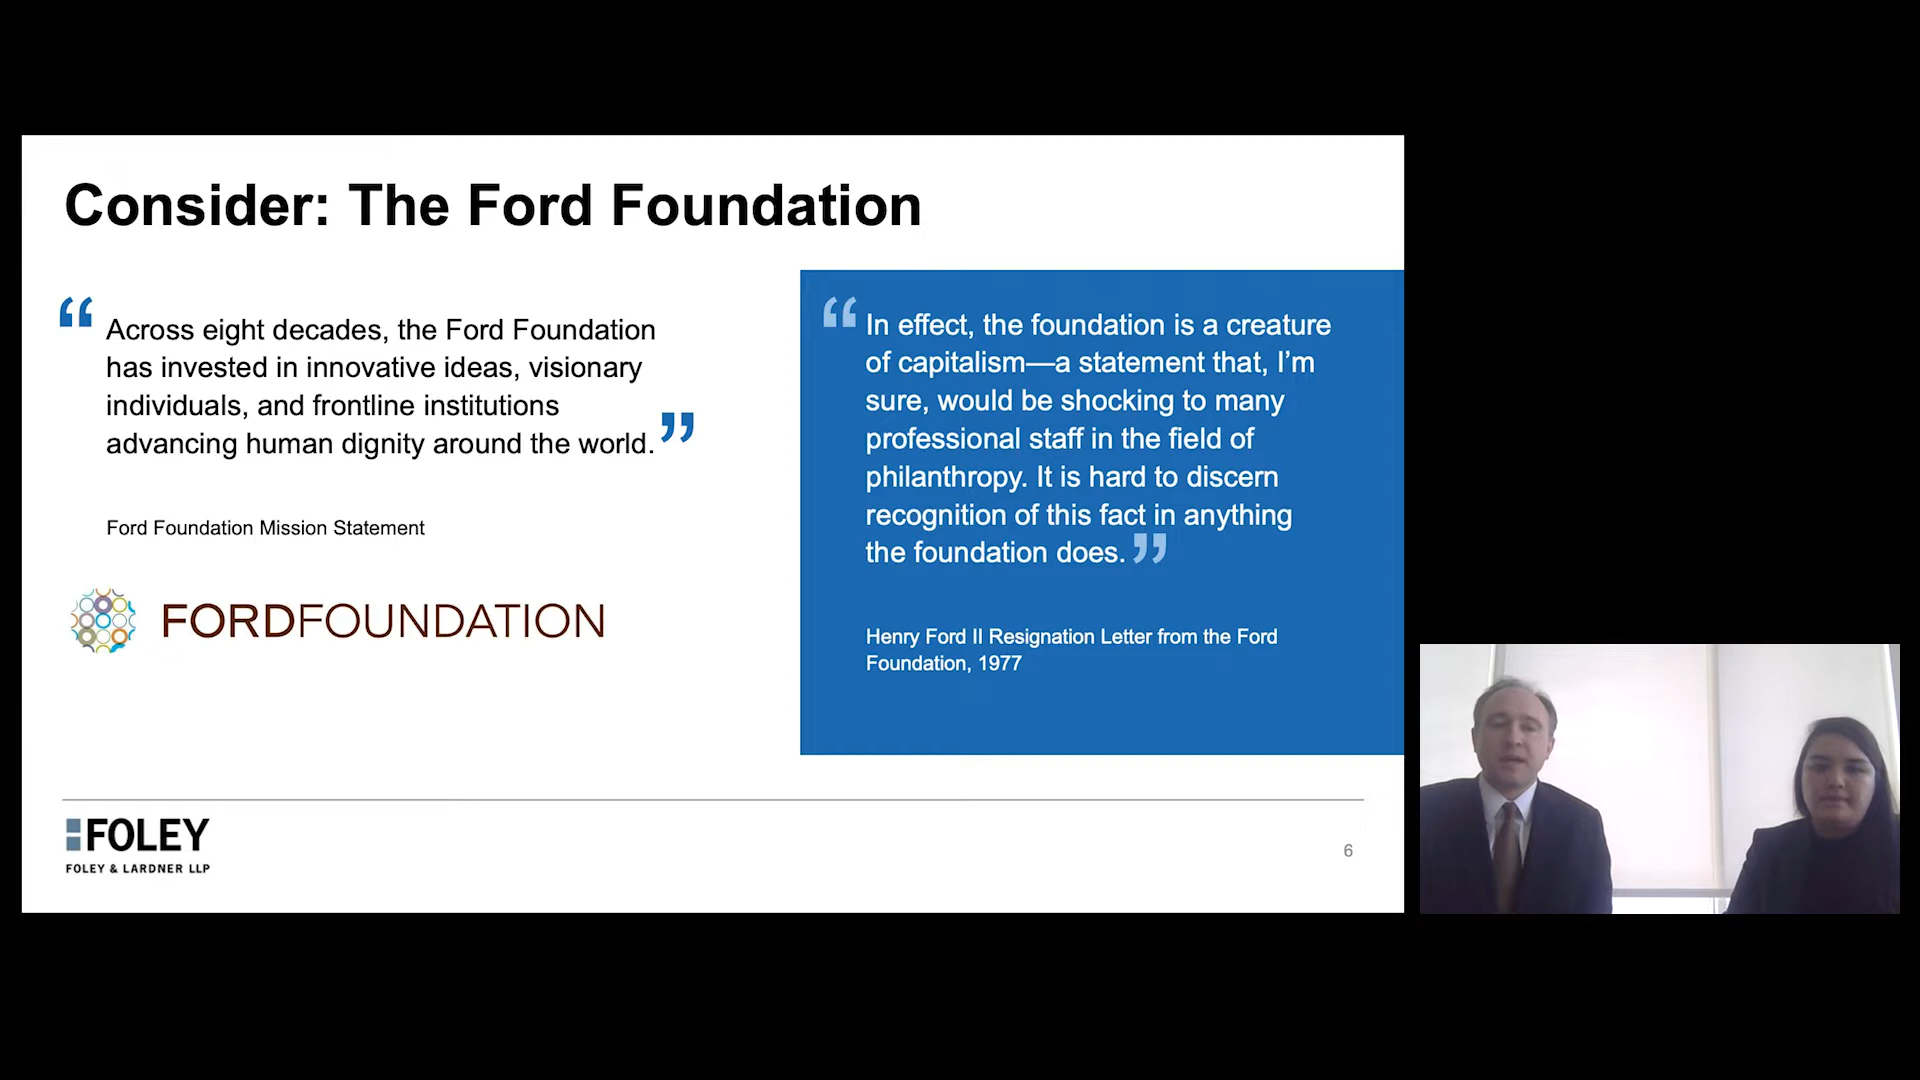 Consider: The Ford Foundation
“
Across eight decades, the Ford Foundation
has invested in innovative ideas, visionary
individuals, and frontline institutions
advancing human dignity around the world.”
Ford Foundation Mission Statement
FORDFOUNDATION
“In effect, the foundation is a creature
of capitalism—a statement that, I’m
sure, would be shocking to many
professional staff in the field of
philanthropy. It is hard to discern
recognition of this fact in anything
the foundation does.”
Henry Ford II Resignation Letter from the Ford
Foundation, 1977
FOLEY
FOLEY & LARDNER LLP
6